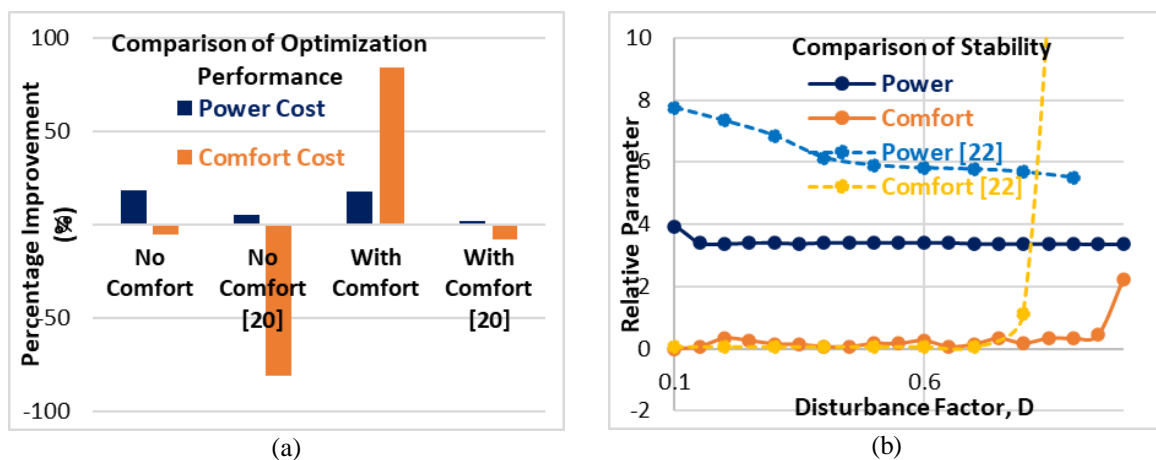 Comparison of Optimization
Performance
Power Cost
Comfort Cost
Percentage Improvement
(%)
100
50
0
-50
-100
No
Comfort
No
Comfort
[20]
With
Comfort
With
Comfort [20]
(a)
Comparison of Stability
Power
Comfort
Power [22]
Comfort [22]
Relative Parameter
10
8
6
4
2
0
-2
0.1
0.6
Disturbance Factor, D
(b)